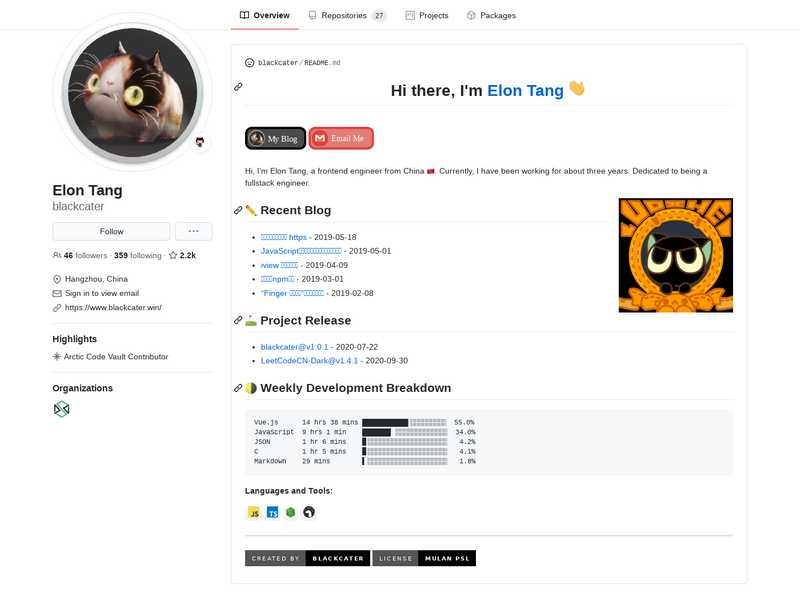 Overview
Repositories 27
Projects
Packages
Elon Tang
blackcater
Follow
46 followers · 359 following · 2.2k
Hangzhou, China
Sign in to view email
https://www.blackcater.win/
Highlights
Arctic Code Vault Contributor
Organizations
blackcater/README.md
Hi there, I'm Elon Tang 👋
My Blog
Email Me
Hi, I'm Elon Tang, a frontend engineer from China 🇨🇳. Currently, I have been working for about three years. Dedicated to being a
fullstack engineer.
✏️ Recent Blog
https - 2019-05-18
JavaScript - 2019-05-01
iview - 2019-04-09
npm - 2019-03-01
"Finger " - 2019-02-08
⛳ Project Release
blackcater@v1.0.1 - 2020-07-22
LeetCodeCN-Dark@v1.4.1 - 2020-09-30
🌗 Weekly Development Breakdown
Vue.js 14 hrs 38 mins 55.0%
JavaScript 9 hrs 1 min 34.0%
JSON 1 hr 6 mins 4.2%
C 1 hr 5 mins 4.1%
Markdown 29 mins 1.8%
Languages and Tools:
JS
TS
CREATED BY BLACKCATER
LICENSE MULAN PSL